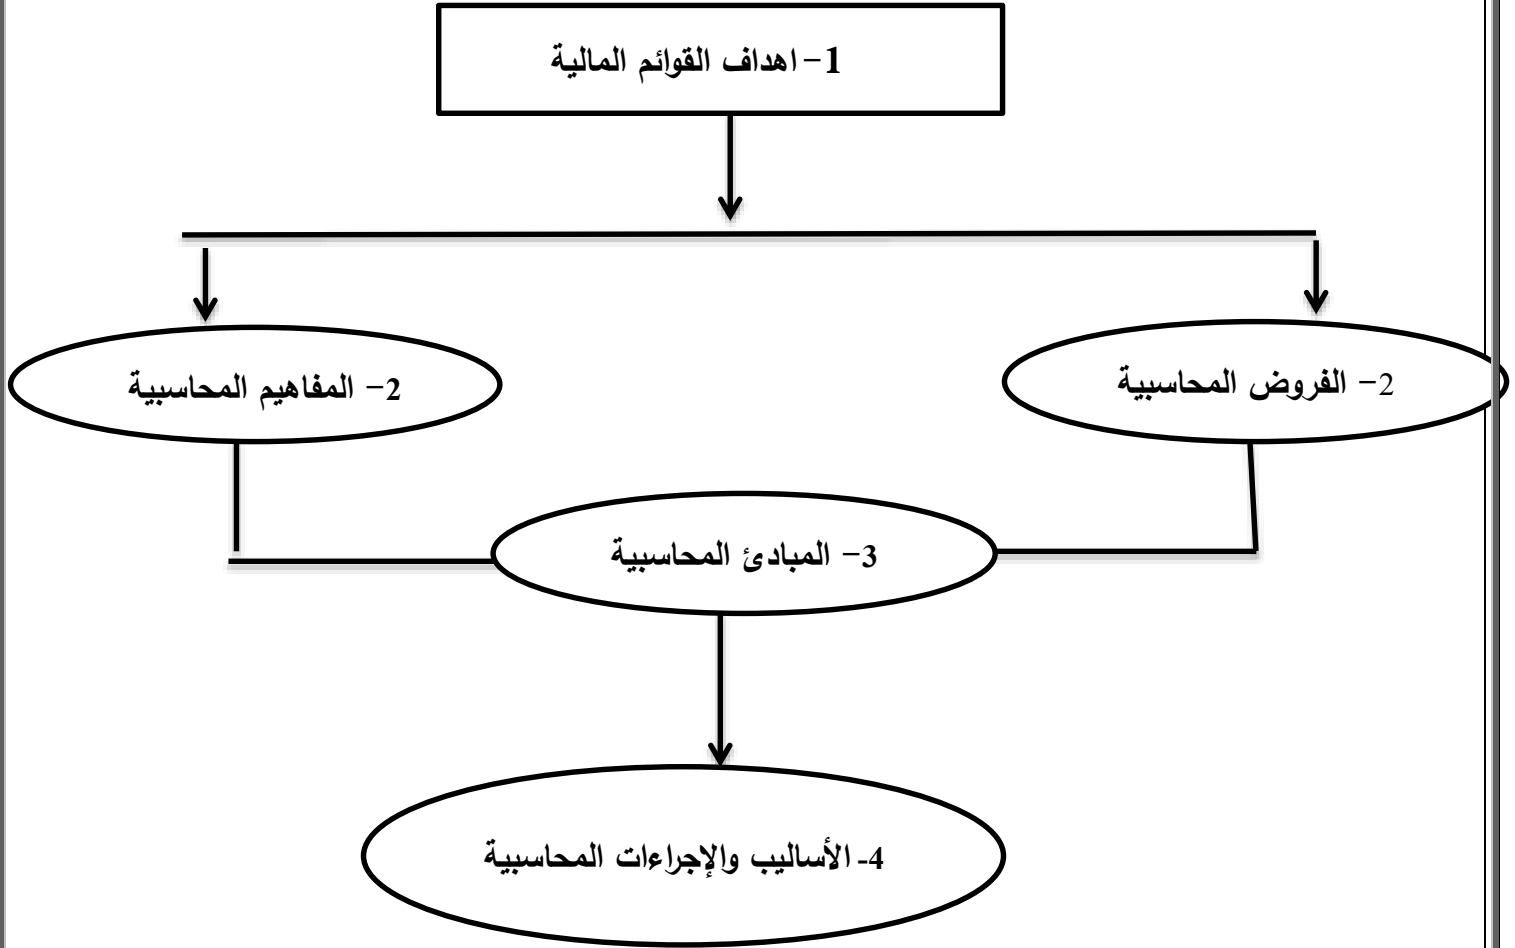 1- اهداف القوائم المالية
2- الفروض المحاسبية
2- المفاهيم المحاسبية
3- المبادئ المحاسبية
4- الأساليب والإجراءات المحاسبية